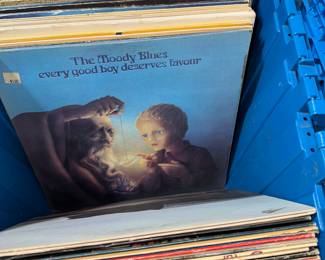 The Moody Blues
every good boy deserves favour